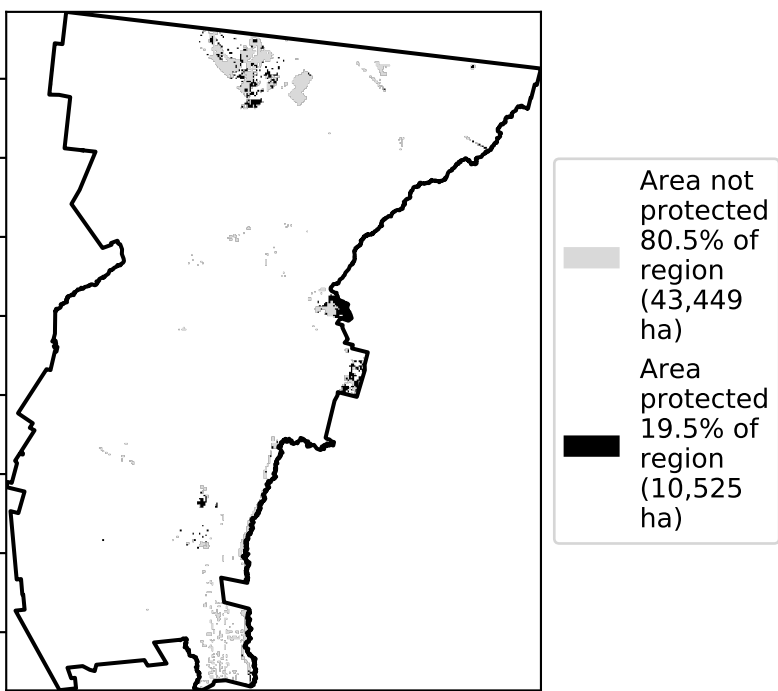 Area not
protected
80.5% of
region
(43,449
ha)
Area
protected
19.5% of
region
(10,525
ha)